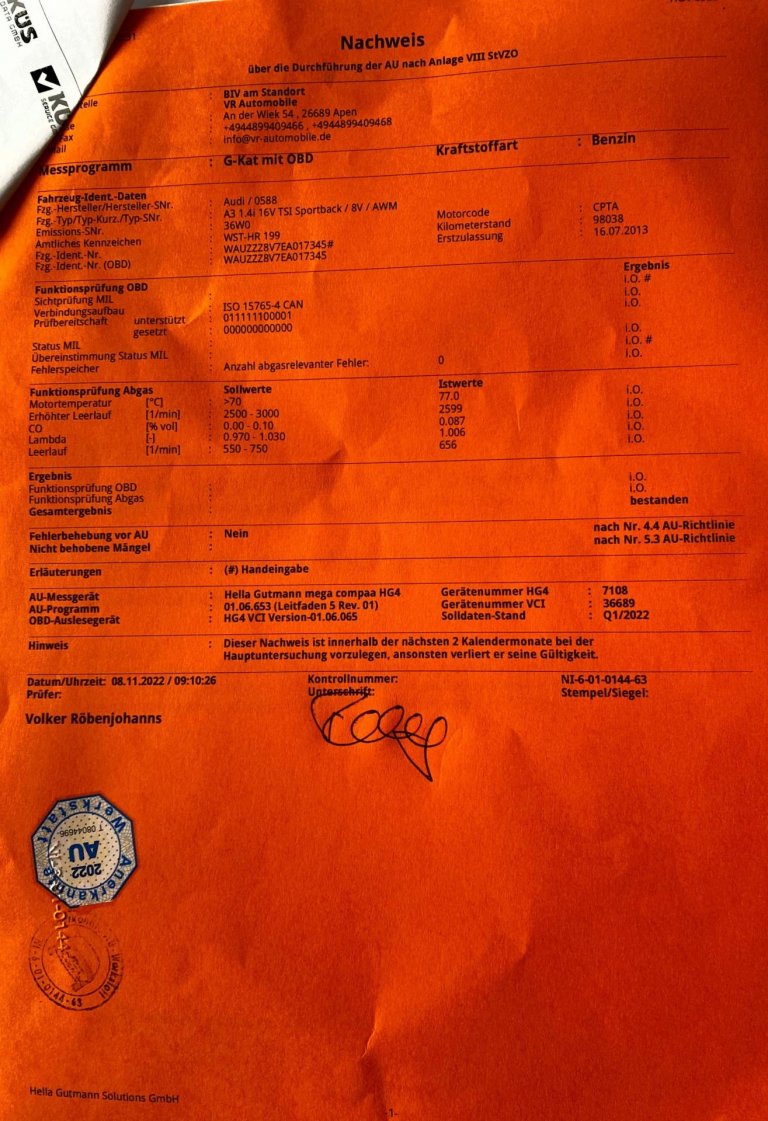 KÜS
DATA GMBH
KÜS
Nachweis
über die Durchführung der AU nach Anlage VIII StVZO
: BIV am Standort
VR Automobile
An der Wiek 54 , 26689 Apen
: +4944899409466 , +4944899409468
: info@vr-automobile.de
Messprogramm : G-Kat mit OBD Kraftstoffart : Benzin
Fahrzeug-Ident.-Daten
Fzg.-Hersteller/Hersteller-SNr. : Audi / 0588
Fzg.-Typ/Typ-Kurz./Typ-SNr. : A3 1.4i 16V TSI Sportback / 8V / AWM Motorcode : CPTA
Emissions-SNr. : 36W0 Kilometerstand : 98038
Amtliches Kennzeichen : WST-HR 199 Erstzulassung : 16.07.2013
Fzg.-Ident.-Nr. : WAUZZZ8V7EA017345#
Fzg.-Ident.-Nr. (OBD) : WAUZZZ8V7EA017345
Funktionsprüfung OBD Ergebnis
Sichtprüfung MIL : i.O. #
Verbindungsaufbau : ISO 15765-4 CAN i.O.
Prüfbereitschaft unterstützt : 011111100001 i.O.
gesetzt : 000000000000
Status MIL : i.O.
Übereinstimmung Status MIL : i.O. #
Fehlerspeicher : Anzahl abgasrelevanter Fehler: 0 i.O.
Funktionsprüfung Abgas Sollwerte Istwerte
Motortemperatur [°C] : >70 77.0 i.O.
Erhöhter Leerlauf [1/min] : 2500 - 3000 2599 i.O.
CO [% vol] : 0.00 - 0.10 0.087 i.O.
Lambda [-] : 0.970 - 1.030 1.006 i.O.
Leerlauf [1/min] : 550 - 750 656 i.O.
Ergebnis
Funktionsprüfung OBD : i.O.
Funktionsprüfung Abgas : i.O.
Gesamtergebnis : bestanden
Fehlerbehebung vor AU : Nein nach Nr. 4.4 AU-Richtlinie
Nicht behobene Mängel : nach Nr. 5.3 AU-Richtlinie
Erläuterungen : (#) Handeingabe
AU-Messgerät : Hella Gutmann mega compaa HG4 Gerätenummer HG4 : 7108
AU-Programm : 01.06.653 (Leitfaden 5 Rev. 01) Gerätenummer VCI : 36689
OBD-Auslesegerät : HG4 VCI Version-01.06.065 Solldaten-Stand : Q1/2022
Hinweis : Dieser Nachweis ist innerhalb der nächsten 2 Kalendermonate bei der
Hauptuntersuchung vorzulegen, ansonsten verliert er seine Gültigkeit.
Datum/Uhrzeit: 08.11.2022 / 09:10:26 Kontrollnummer: NI-6-01-0144-63
Prüfer: Unterschrift: Stempel/Siegel:
Volker Röbenjohanns
Anerkannte Werkstatt
2022
AU
Hella Gutmann Solutions GmbH
-1-